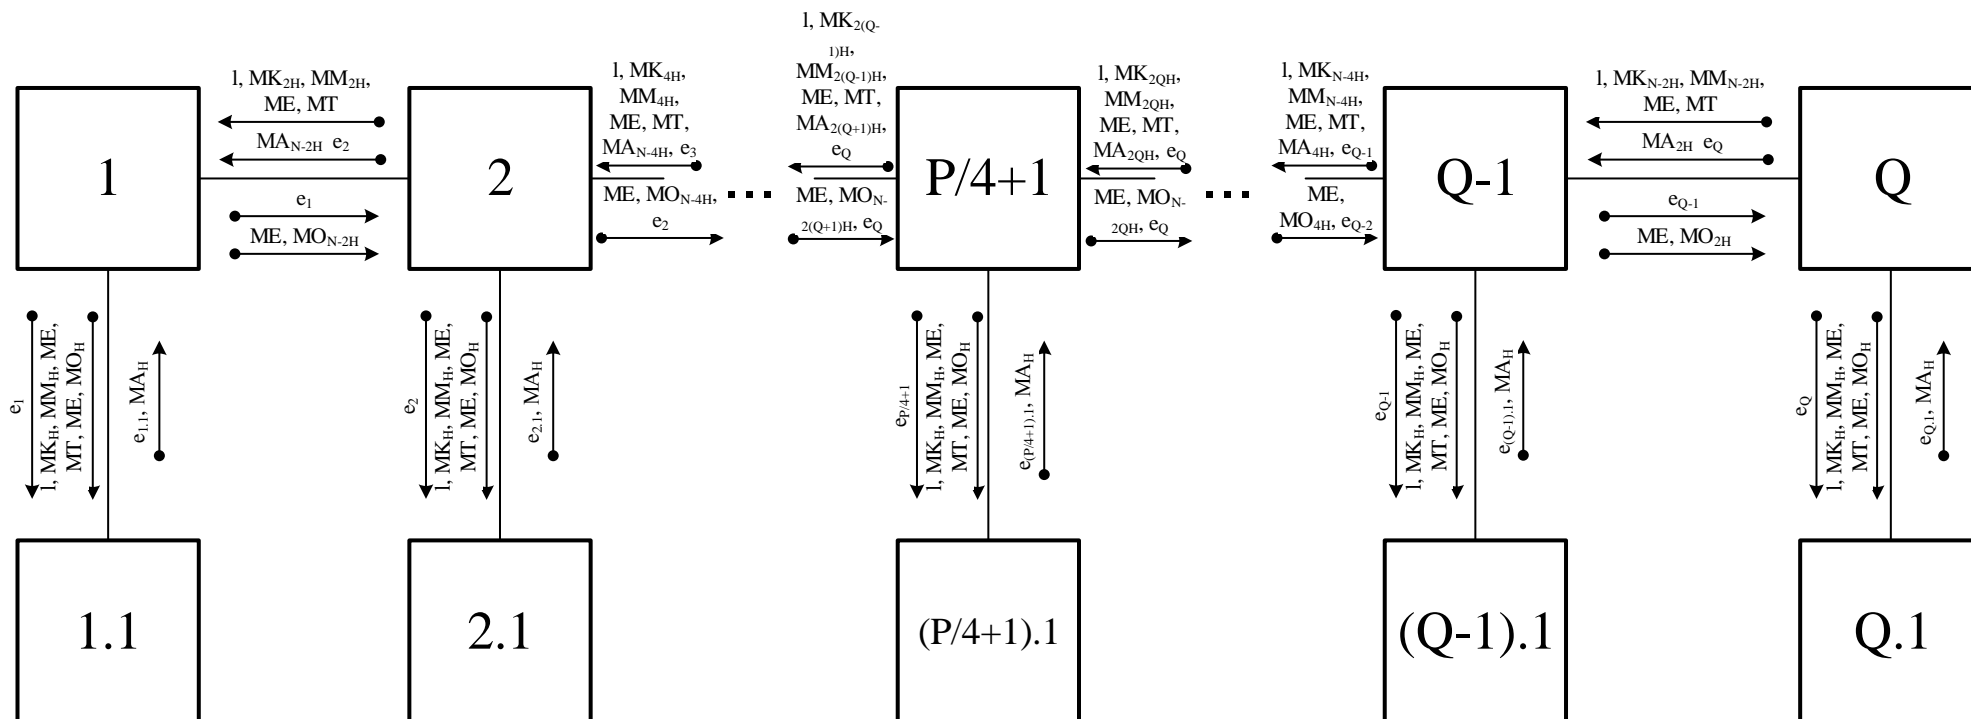 l, MK2H, MM2H,
ME, MT
MAN-2H e2
e1
ME, MON-2H
l, MK4H,
MM4H,
ME, MT,
MAN-4H, e3
ME, MON-4H,
e2
l, MK2(Q-
1)H,
MM2(Q-1)H,
ME, MT,
MA2(Q+1)H,
eQ
ME, MON-
2(Q+1)H, eQ
l, MK2QH,
MM2QH,
ME, MT,
MA2QH, eQ
ME, MON-
2QH, eQ
l, MKN-4H,
MMN-4H,
ME, MT,
MA4H, eQ-1
ME,
MO4H, eQ-2
l, MKN-2H, MMN-2H,
ME, MT
MA2H eQ
eQ-1
ME, MO2H
1
2
...
P/4+1
...
Q-1
Q
e1
l, MKH, MMH, ME,
MT, ME, MOH
e1.1, MAH
e2
l, MKH, MMH, ME,
MT, ME, MOH
e2.1, MAH
eP/4+1
l, MKH, MMH, ME,
MT, ME, MOH
e(P/4+1).1, MAH
eQ-1
l, MKH, MMH, ME,
MT, ME, MOH
e(Q-1).1, MAH
eQ
l, MKH, MMH, ME,
MT, ME, MOH
eQ.1, MAH
1.1
2.1
(P/4+1).1
(Q-1).1
Q.1